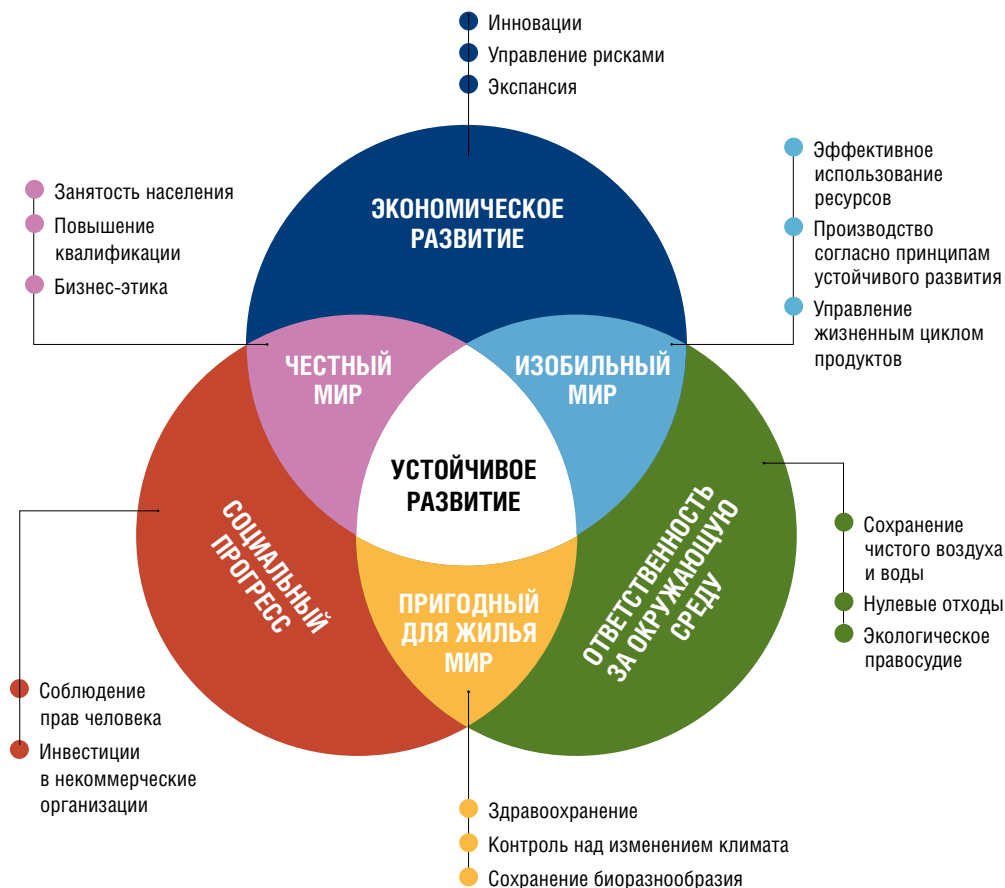 Инновации
Управление рисками
Экспансия
Занятость населения
Повышение
квалификации
Бизнес-этика
ЭКОНОМИЧЕСКОЕ
РАЗВИТИЕ
Эффективное
использование
ресурсов
Производство
согласно принципам
устойчивого развития
Управление
жизненным циклом
продуктов
ЧЕСТНЫЙ
МИР
ИЗОБИЛЬНЫЙ
МИР
УСТОЙЧИВОЕ
РАЗВИТИЕ
СОЦИАЛЬНЫЙ
ПРОГРЕСС
ПРИГОДНЫЙ
ДЛЯ ЖИЛЬЯ
МИР
ОТВЕТСТВЕННОСТЬ
ЗА ОКРУЖАЮЩУЮ
СРЕДУ
Сохранение
чистого воздуха
и воды
Нулевые отходы
Экологическое
правосудие
Соблюдение
прав человека
Инвестиции
в некоммерческие
организации
Здравоохранение
Контроль над изменением климата
Сохранение биоразнообразия